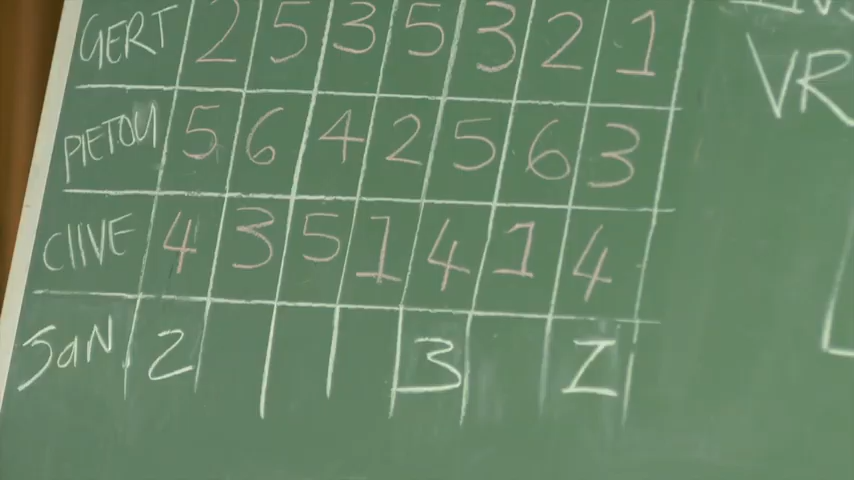 GERT 2 5 3 5 3 2 1
PIETOU 5 6 4 2 5 6 3
CLIVE 4 3 5 1 4 1 4
SaN 2 3 Z
VR